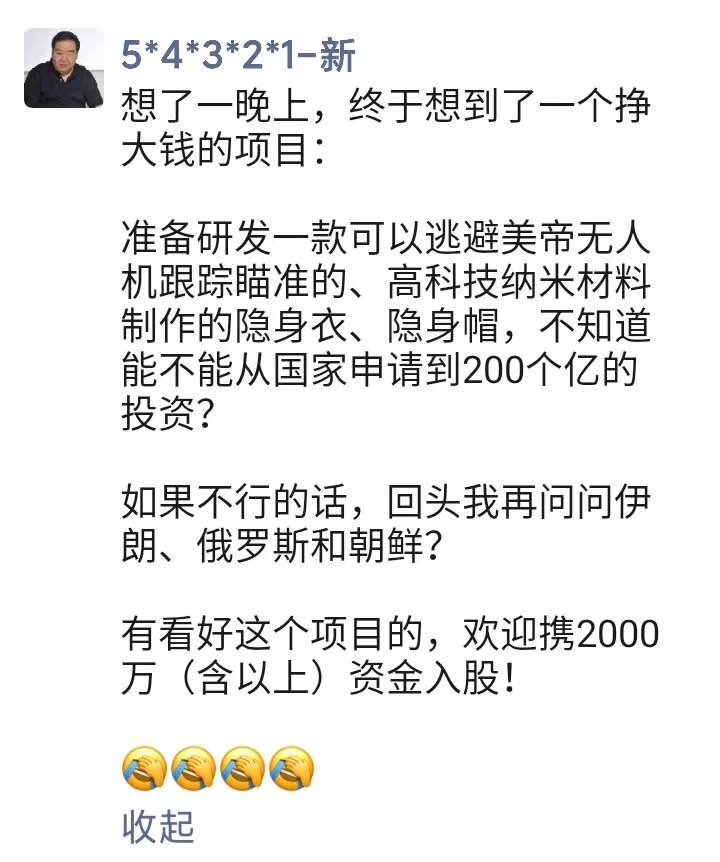 5*4*3*2*1-新
想了一晚上，终于想到了一个挣
大钱的项目：
准备研发一款可以逃避美帝无人
机跟踪瞄准的、高科技纳米材料
制作的隐身衣、隐身帽，不知道
能不能从国家申请到200个亿的
投资？
如果不行的话，回头我再问问伊
朗、俄罗斯和朝鲜？
有看好这个项目的，欢迎携2000
万（含以上）资金入股！
🤦🤦🤦🤦
收起